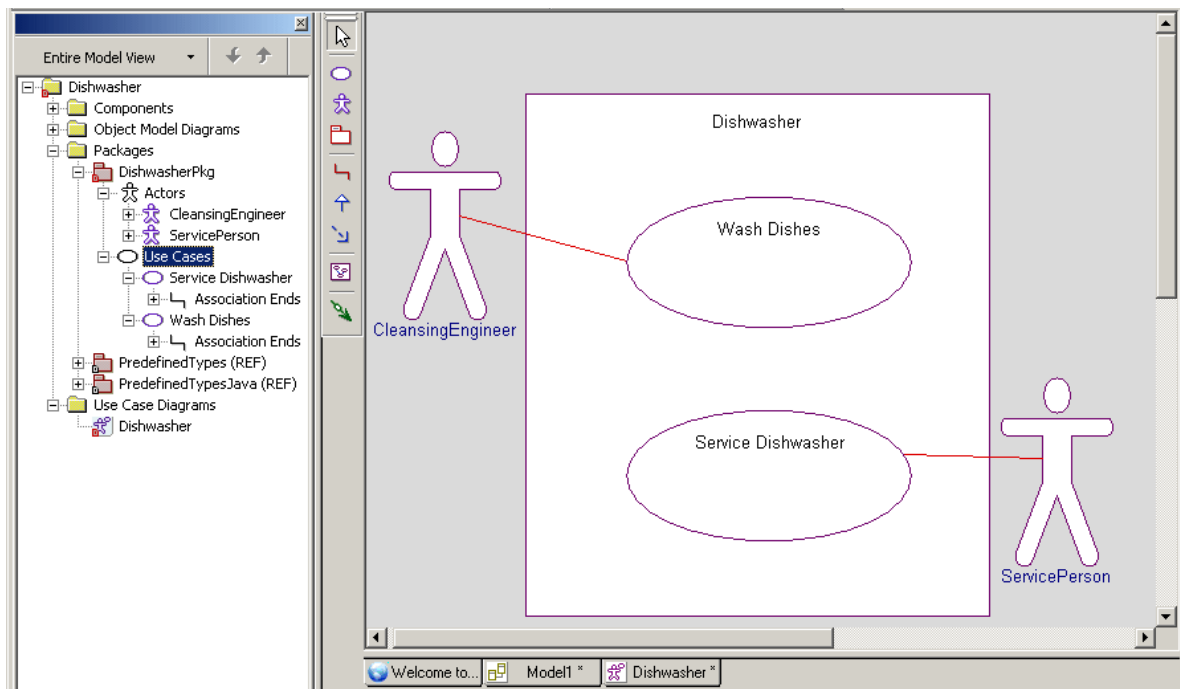 Entire Model View
Dishwasher
Components
Object Model Diagrams
Packages
DishwasherPkg
Actors
CleansingEngineer
ServicePerson
Use Cases
Service Dishwasher
Association Ends
Wash Dishes
Association Ends
PredefinedTypes (REF)
PredefinedTypesJava (REF)
Use Case Diagrams
Dishwasher
Dishwasher
Wash Dishes
CleansingEngineer
Service Dishwasher
ServicePerson
Welcome to... Model1 * Dishwasher *